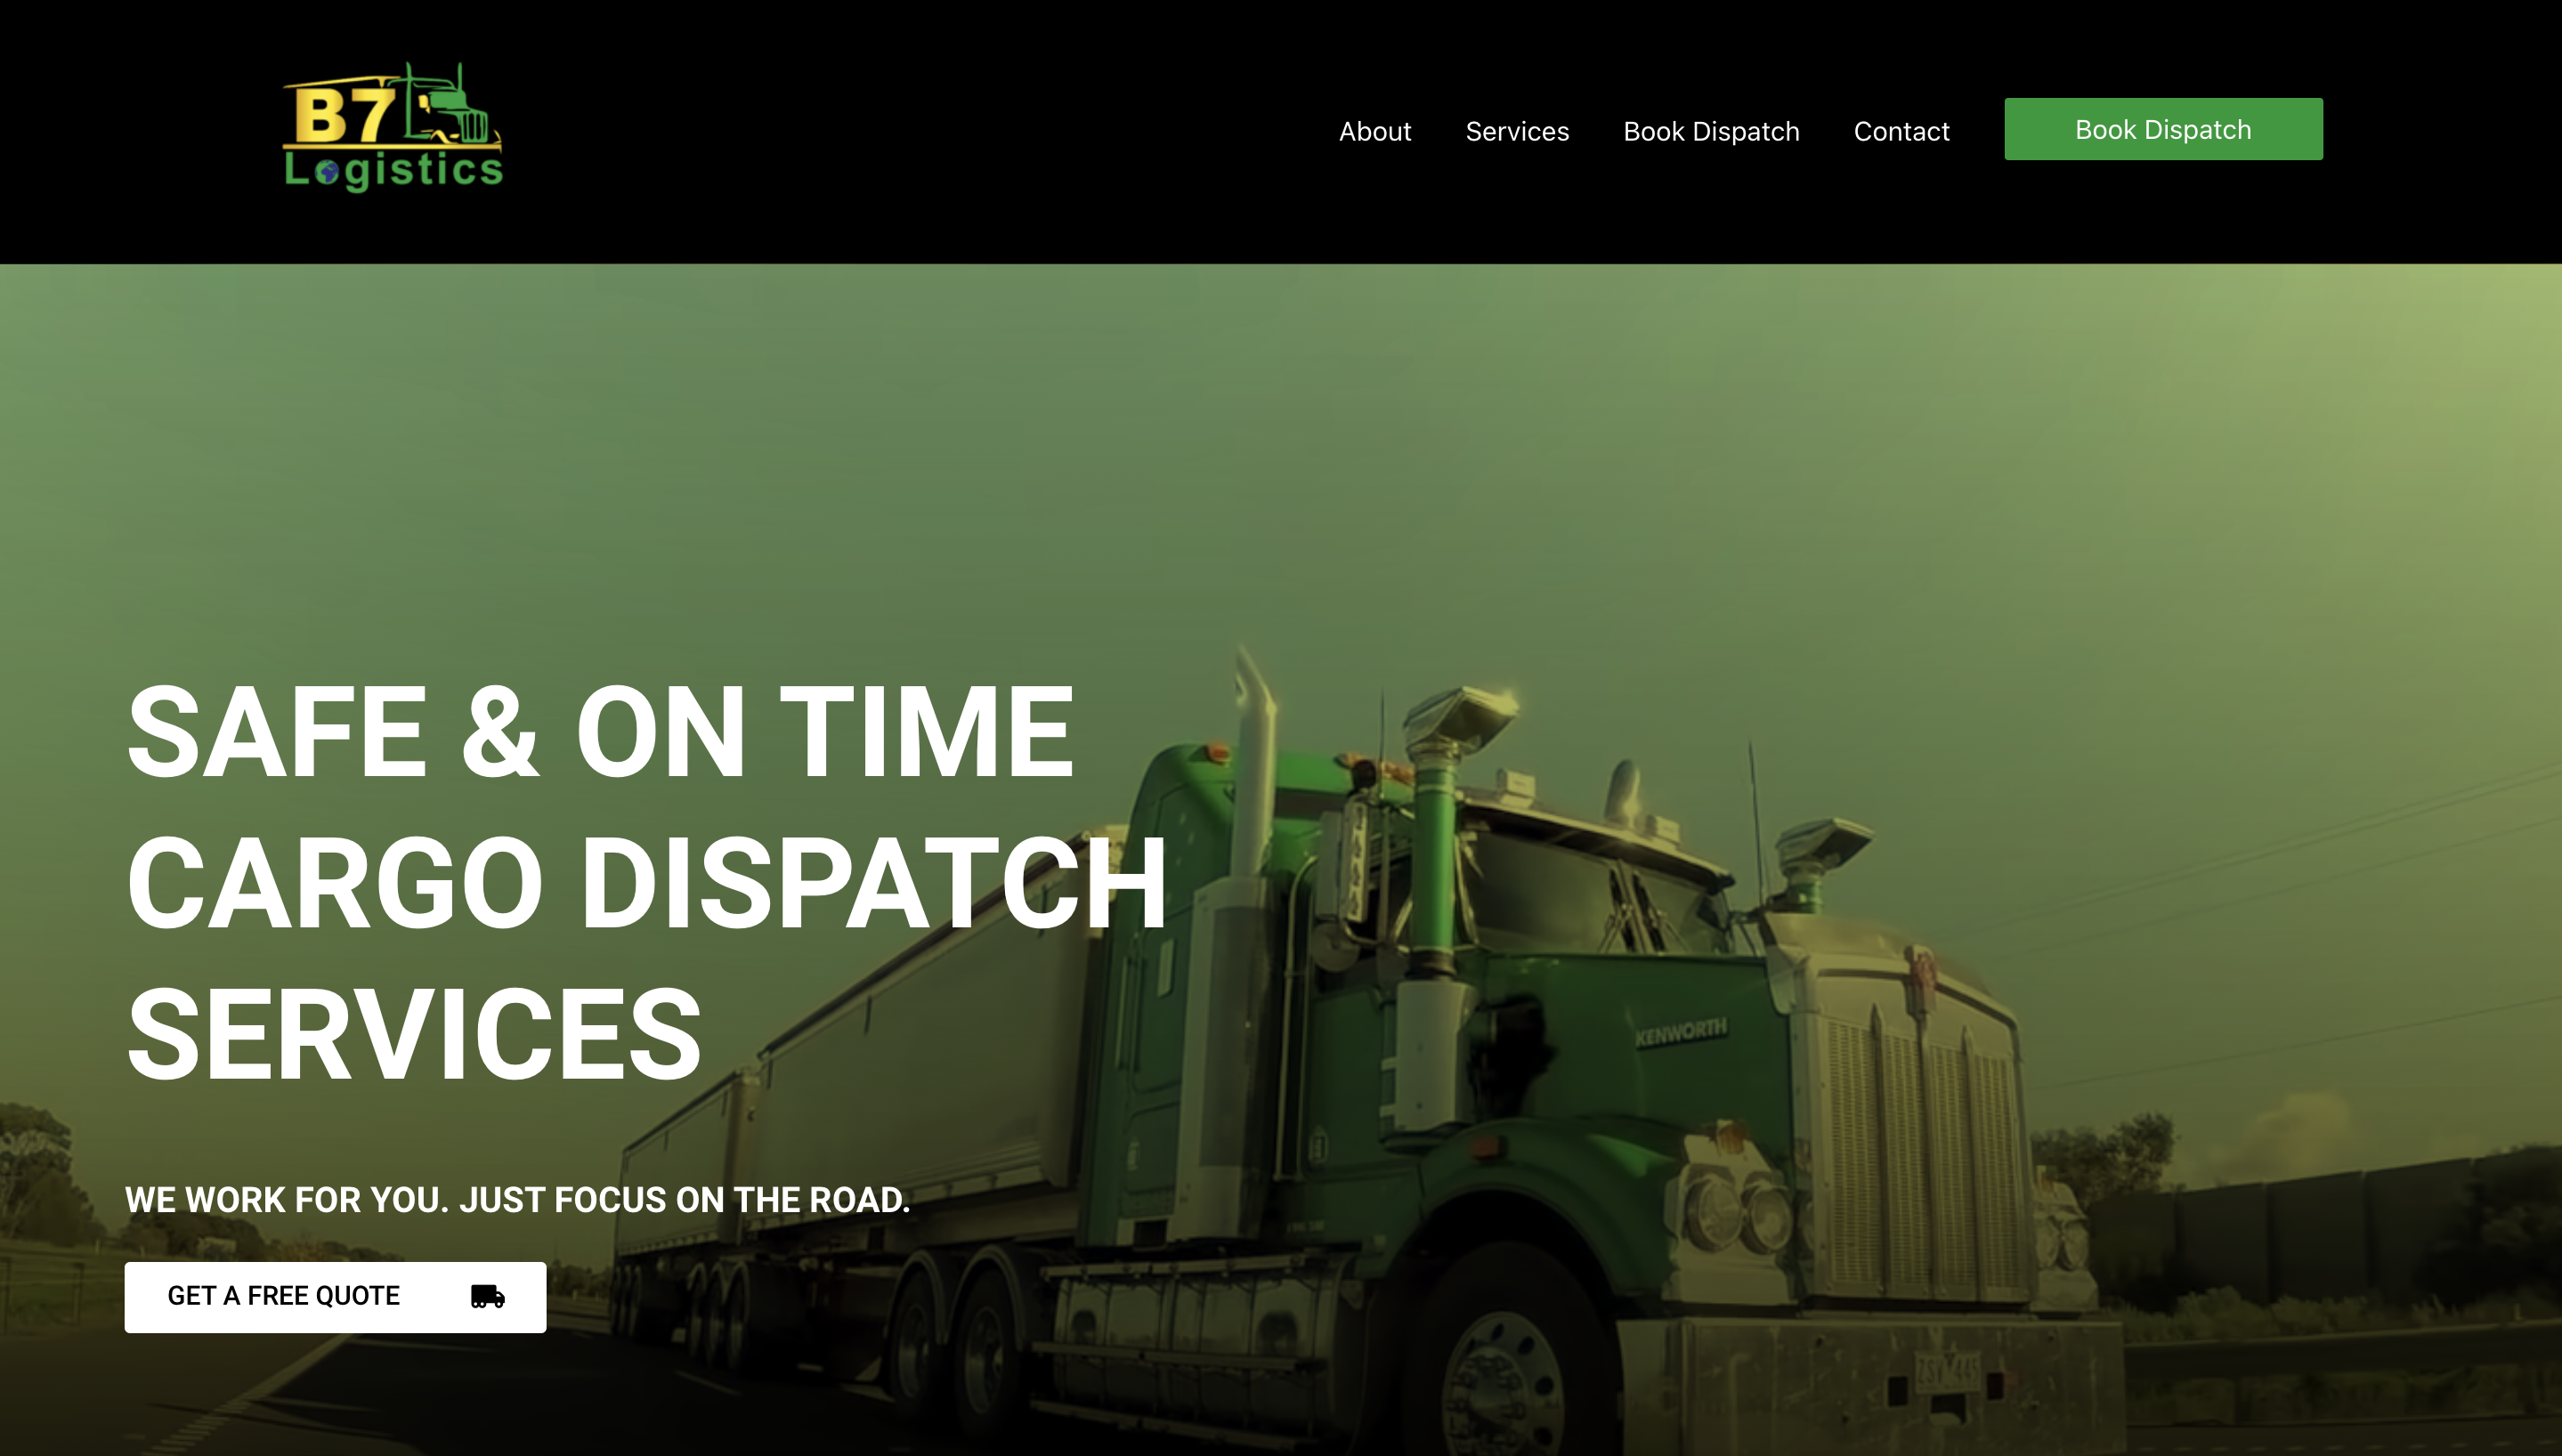 B7
Logistics
About
Services
Book Dispatch
Contact
Book Dispatch
SAFE & ON TIME
CARGO DISPATCH
SERVICES
KENWORTH
WE WORK FOR YOU. JUST FOCUS ON THE ROAD.
GET A FREE QUOTE